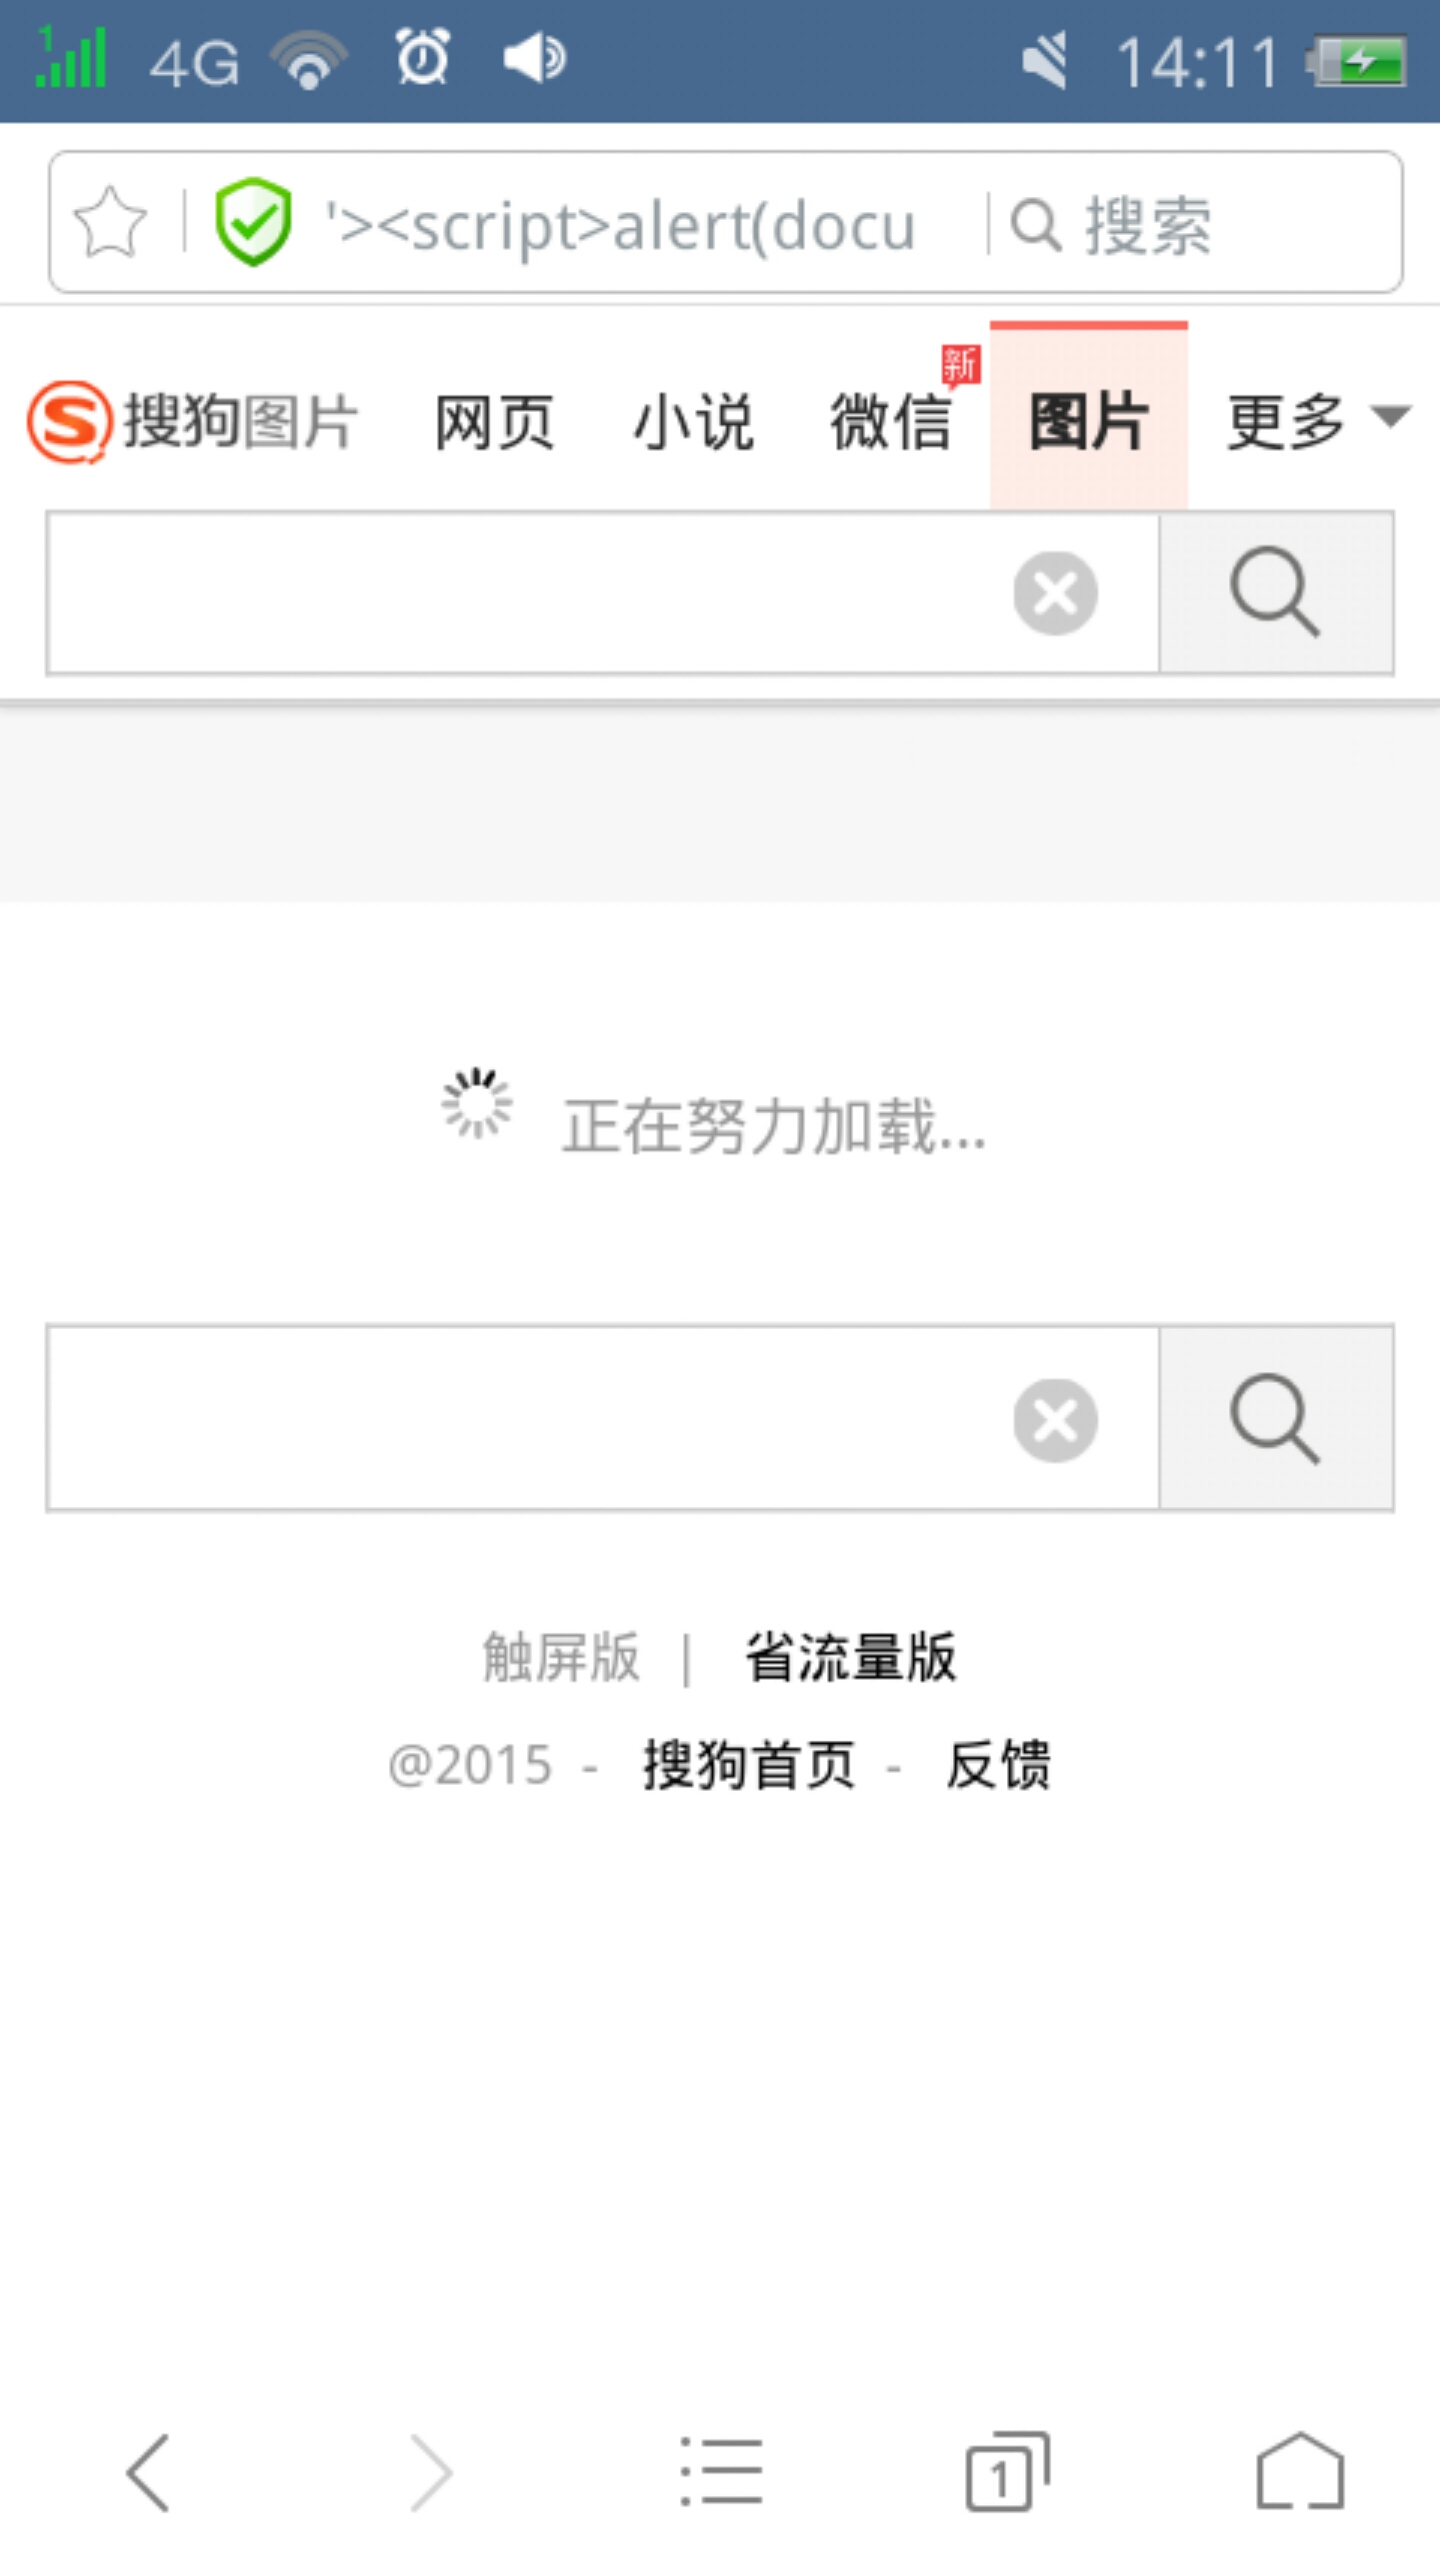 1 4G 14:11
'><script>alert(docu 搜索
搜狗图片 网页 小说 微信 新 图片 更多
正在努力加载...
触屏版 | 省流量版
@2015 - 搜狗首页 - 反馈
1